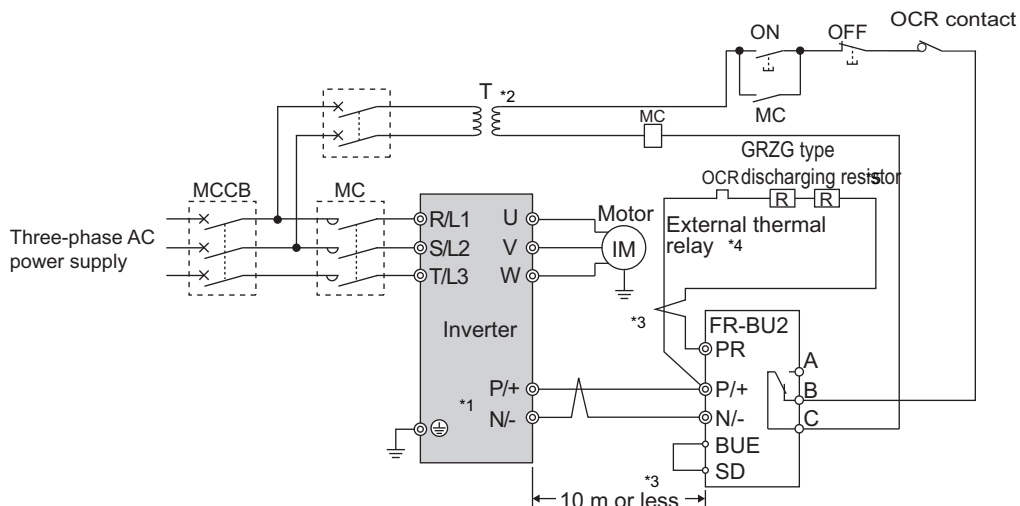 OCR contact
ON
OFF
T *2
MC
MC
GRZG type
OCR discharging resistor
*5
R
R
MCCB
MC
External thermal
relay *4
Three-phase AC
power supply
R/L1
S/L2
T/L3
U
V
W
Motor
IM
Inverter
*3
FR-BU2
PR
A
P/+
P/+
B
*1
N/-
N/-
C
BUE
SD
*3
10 m or less